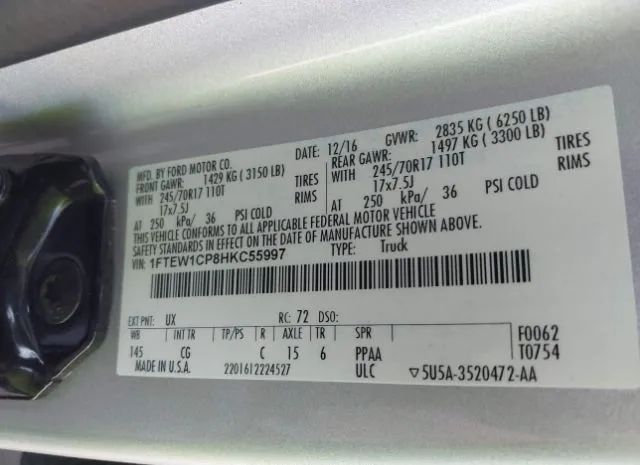 MFD. BY FORD MOTOR CO.
DATE: 12/16 GVWR: 2835 KG ( 6250 LB)
FRONT GAWR: 1429 KG ( 3150 LB) REAR GAWR: 1497 KG ( 3300 LB)
WITH 245/70R17 110T TIRES WITH 245/70R17 110T TIRES
17x7.5J RIMS 17x7.5J RIMS
AT 250 kPa/ 36 PSI COLD AT 250 kPa/ 36 PSI COLD
THIS VEHICLE CONFORMS TO ALL APPLICABLE FEDERAL MOTOR VEHICLE
SAFETY STANDARDS IN EFFECT ON THE DATE OF MANUFACTURE SHOWN ABOVE.
VIN: 1FTEW1CP8HKC55997 TYPE: Truck
EXT PNT: UX RC: 72 DSO:
WB TP/PS R AXLE TR SPR F0062
145 CG C 15 6 PPAA T0754
MADE IN U.S.A. 2201612224527 ULC ▽5U5A-3520472-AA